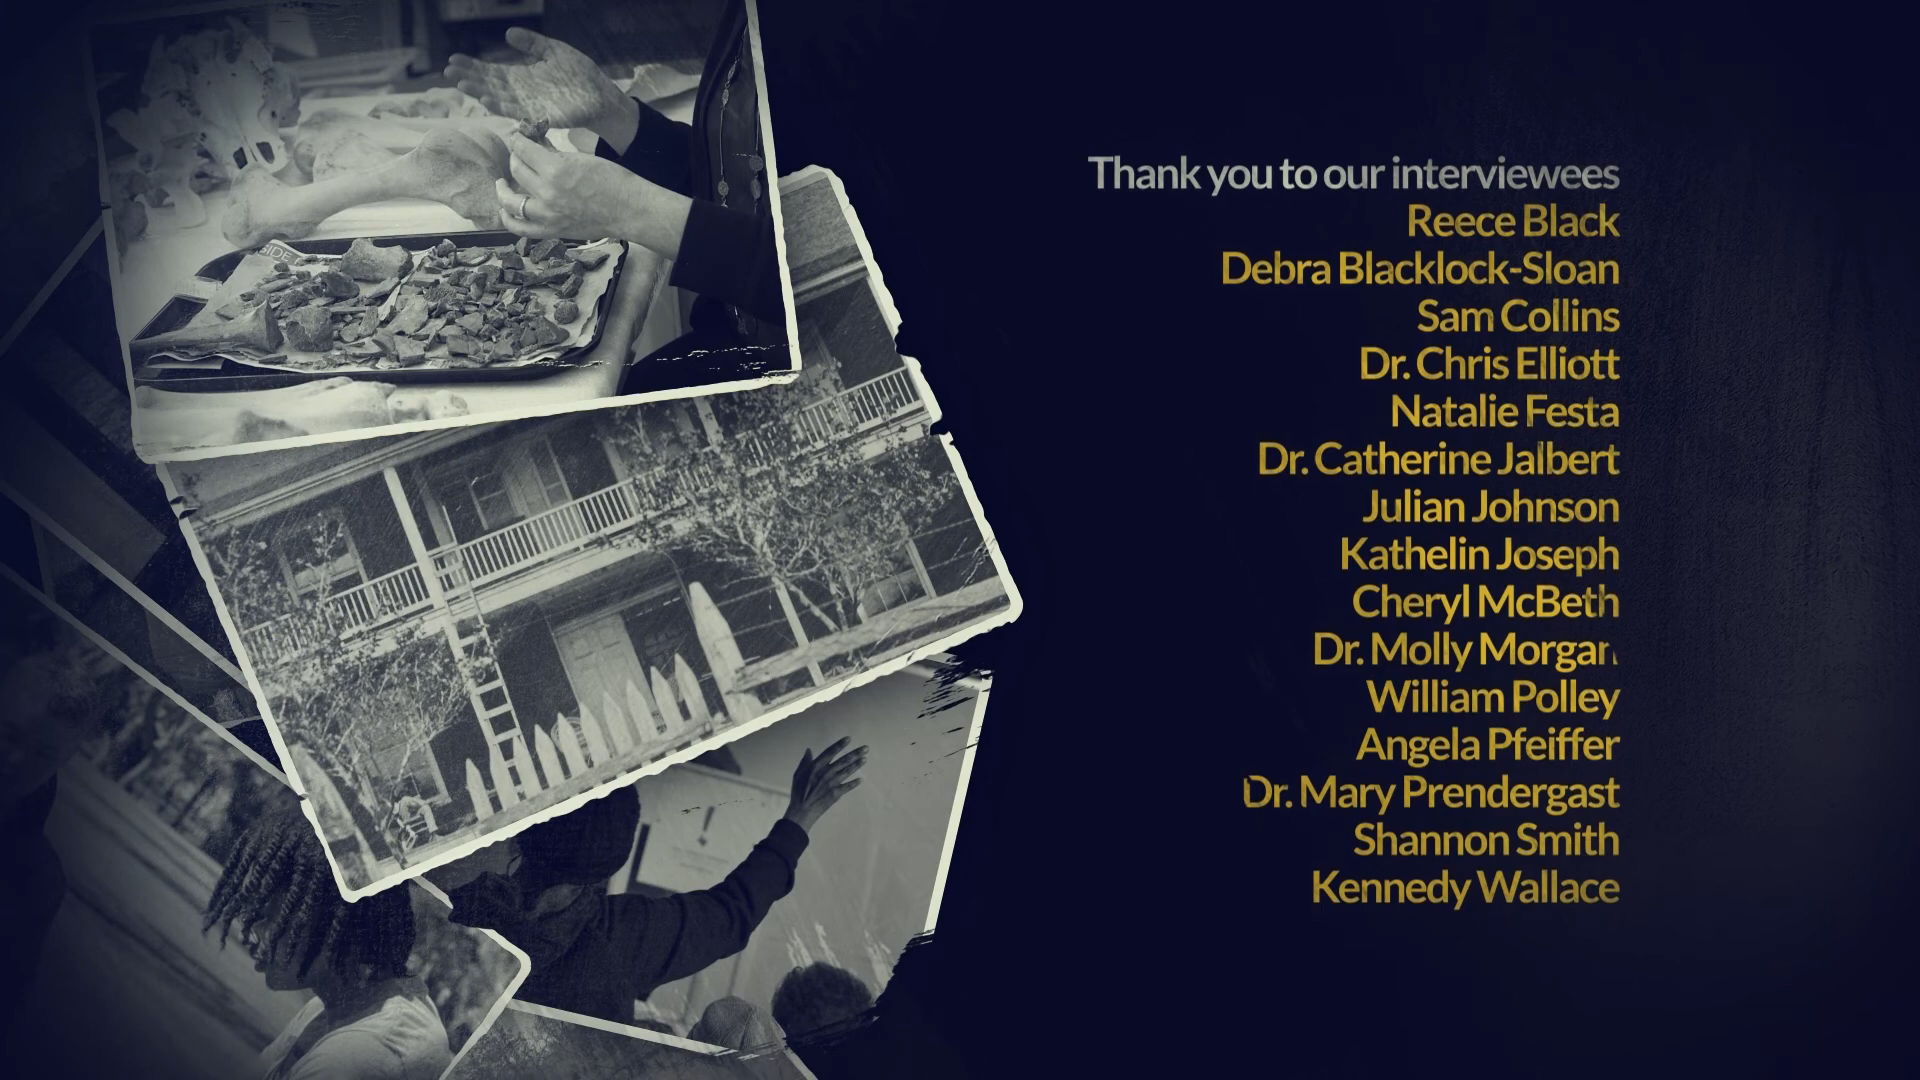 Thank you to our interviewees
Reece Black
Debra Blacklock-Sloan
Sam Collins
Dr. Chris Elliott
Natalie Festa
Dr. Catherine Jalbert
Julian Johnson
Kathelin Joseph
Cheryl McBeth
Dr. Molly Morgan
William Polley
Angela Pfeiffer
Dr. Mary Prendergast
Shannon Smith
Kennedy Wallace